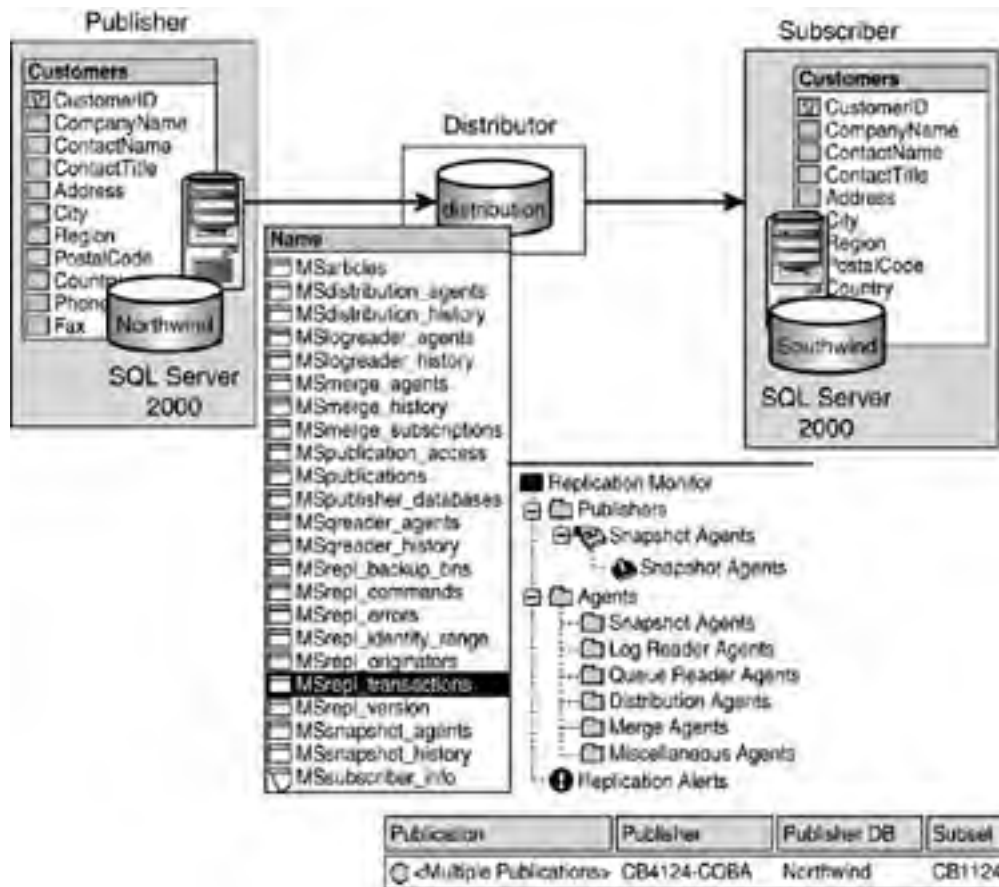 Publisher
Customers
CustomerID
CompanyName
ContactName
ContactTitle
Address
City
Region
PostalCode
Country
Phone
Fax
Northwind
SQL Server
2000
Distributor
distribution
Name
MSarticles
MSdistribution_agents
MSdistribution_history
MSlogreader_agents
MSlogreader_history
MSmerge_agents
MSmerge_history
MSmerge_subscriptions
MSpublication_access
MSpublications
MSpublisher_databases
MSqreader_agents
MSqreader_history
MSrepl_commands
MSrepl_errors
MSrepl_identity_range
MSrepl_originators
MSrepl_transactions
MSrepl_version
MSsnapshot_agents
MSsnapshot_history
MSsubscriber_info
Subscriber
Customers
CustomerID
CompanyName
ContactName
ContactTitle
Address
City
Region
PostalCode
Country
Southwind
SQL Server
2000
Replication Monitor
Publishers
Snapshot Agents
Snapshot Agents
Agents
Snapshot Agents
Log Reader Agents
Queue Reader Agents
Distribution Agents
Merge Agents
Miscellaneous Agents
Replication Alerts
Publication Publisher Publisher DB
<Multiple Publications> CB4124-COBA Northwind CB1124